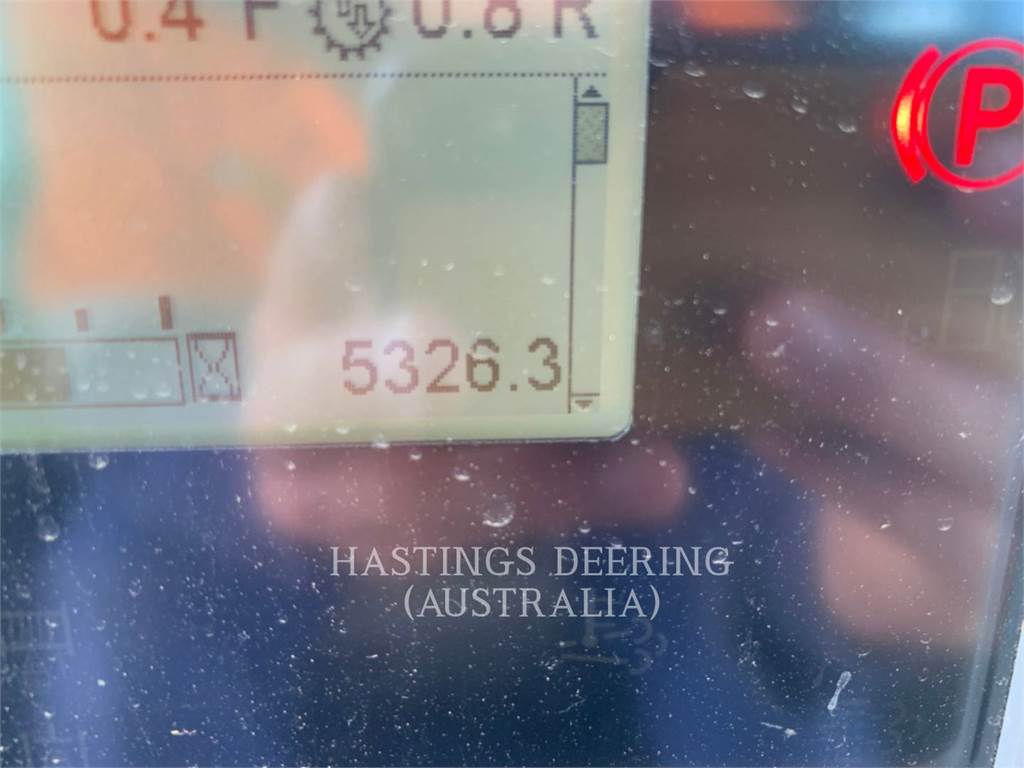 0.4 F 0.8 R
P
5326.3
HASTINGS DEERING
(AUSTRALIA)